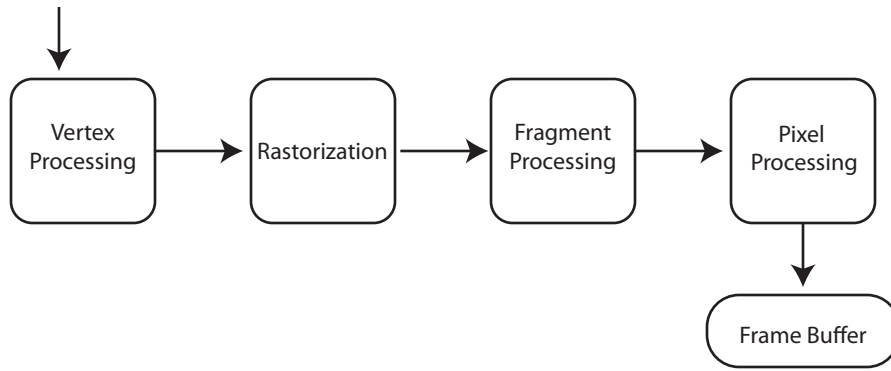 Vertex
Processing
Rastorization
Fragment
Processing
Pixel
Processing
Frame Buffer